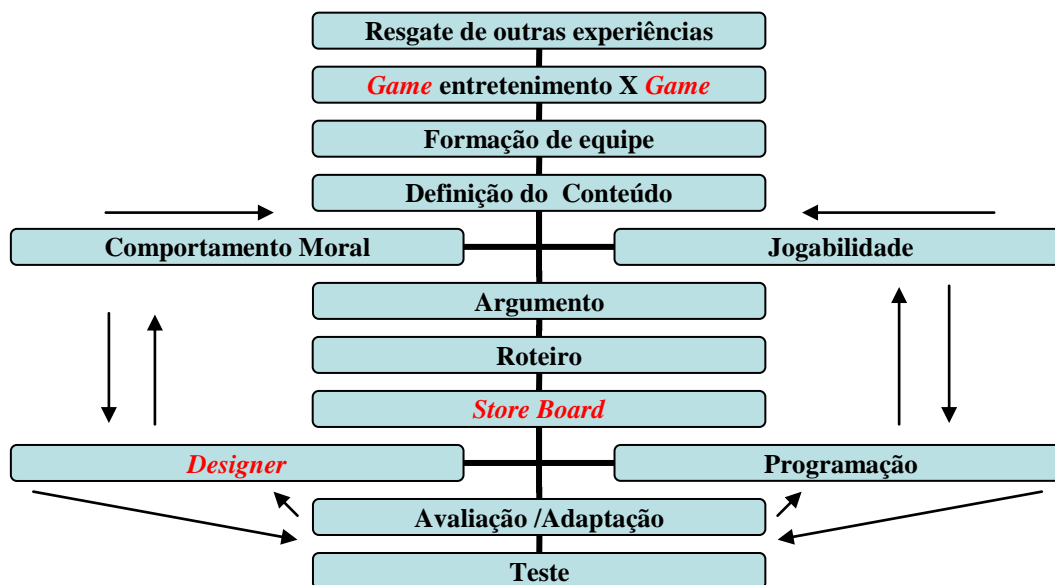 Resgate de outras experiências
Game entretenimento X Game
Formação de equipe
Definição do Conteúdo
Comportamento Moral
Jogabilidade
Argumento
Roteiro
Store Board
Designer
Programação
Avaliação /Adaptação
Teste